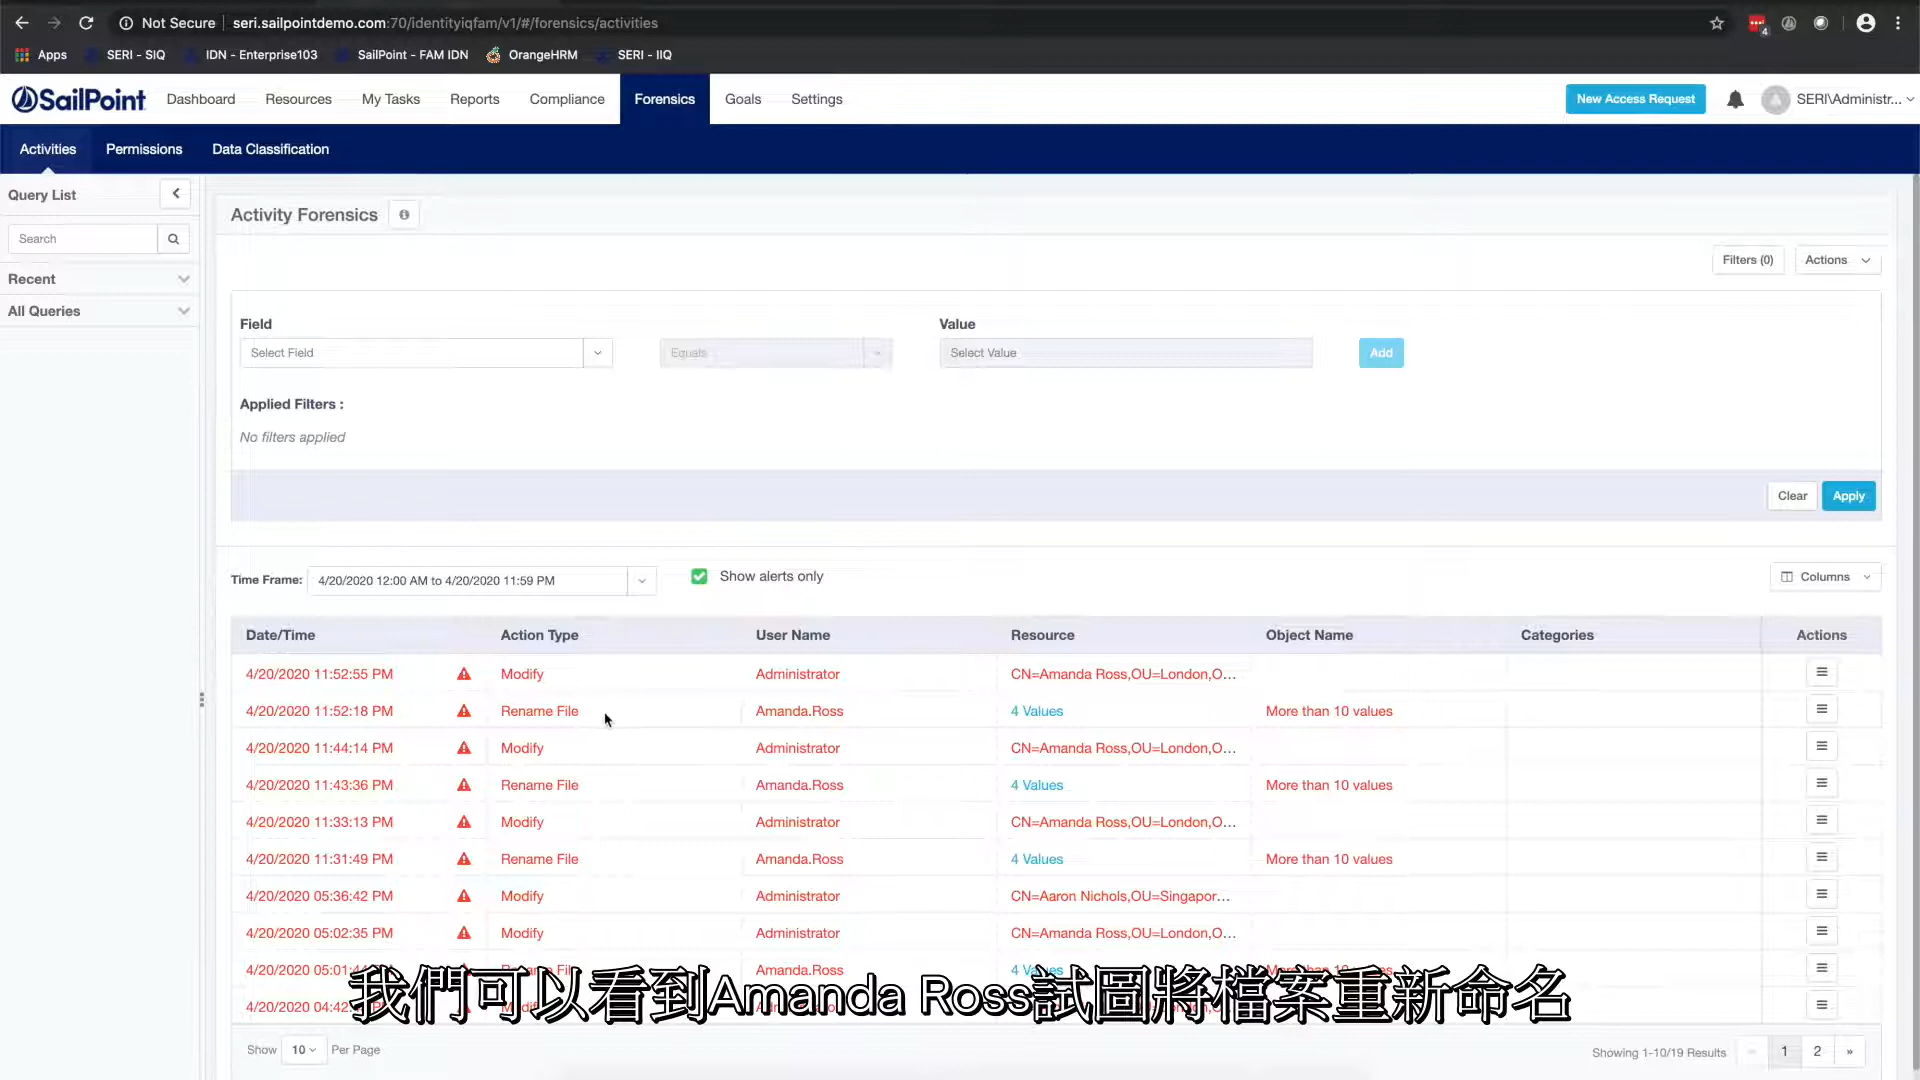 Not Secure seri.sailpointdemo.com:70/identityiqfam/v1/#/forensics/activities 4
Apps SERI - SIQ IDN - Enterprise103 SailPoint - FAM IDN OrangeHRM SERI - IIQ
SailPoint Dashboard Resources My Tasks Reports Compliance Forensics Goals Settings New Access Request SERI\Administr...
Activities Permissions Data Classification
Query List
Search
Recent
All Queries
Activity Forensics
Filters (0) Actions
Field Value
Select Field Equals Select Value Add
Applied Filters :
No filters applied
Clear Apply
Time Frame: 4/20/2020 12:00 AM to 4/20/2020 11:59 PM Show alerts only Columns
Date/Time Action Type User Name Resource Object Name Categories Actions
4/20/2020 11:52:55 PM Modify Administrator CN=Amanda Ross,OU=London,O...
4/20/2020 11:52:18 PM Rename File Amanda.Ross 4 Values More than 10 values
4/20/2020 11:44:14 PM Modify Administrator CN=Amanda Ross,OU=London,O...
4/20/2020 11:43:36 PM Rename File Amanda.Ross 4 Values More than 10 values
4/20/2020 11:33:13 PM Modify Administrator CN=Amanda Ross,OU=London,O...
4/20/2020 11:31:49 PM Rename File Amanda.Ross 4 Values More than 10 values
4/20/2020 05:36:42 PM Modify Administrator CN=Aaron Nichols,OU=Singapor...
4/20/2020 05:02:35 PM Modify Administrator CN=Amanda Ross,OU=London,O...
4/20/2020 Amanda.Ross 4 Values More than 10 values
4/20/2020
我們可以看到Amanda Ross試圖將檔案重新命名
Show 10 Per Page Showing 1-10/19 Results « 1 2 »